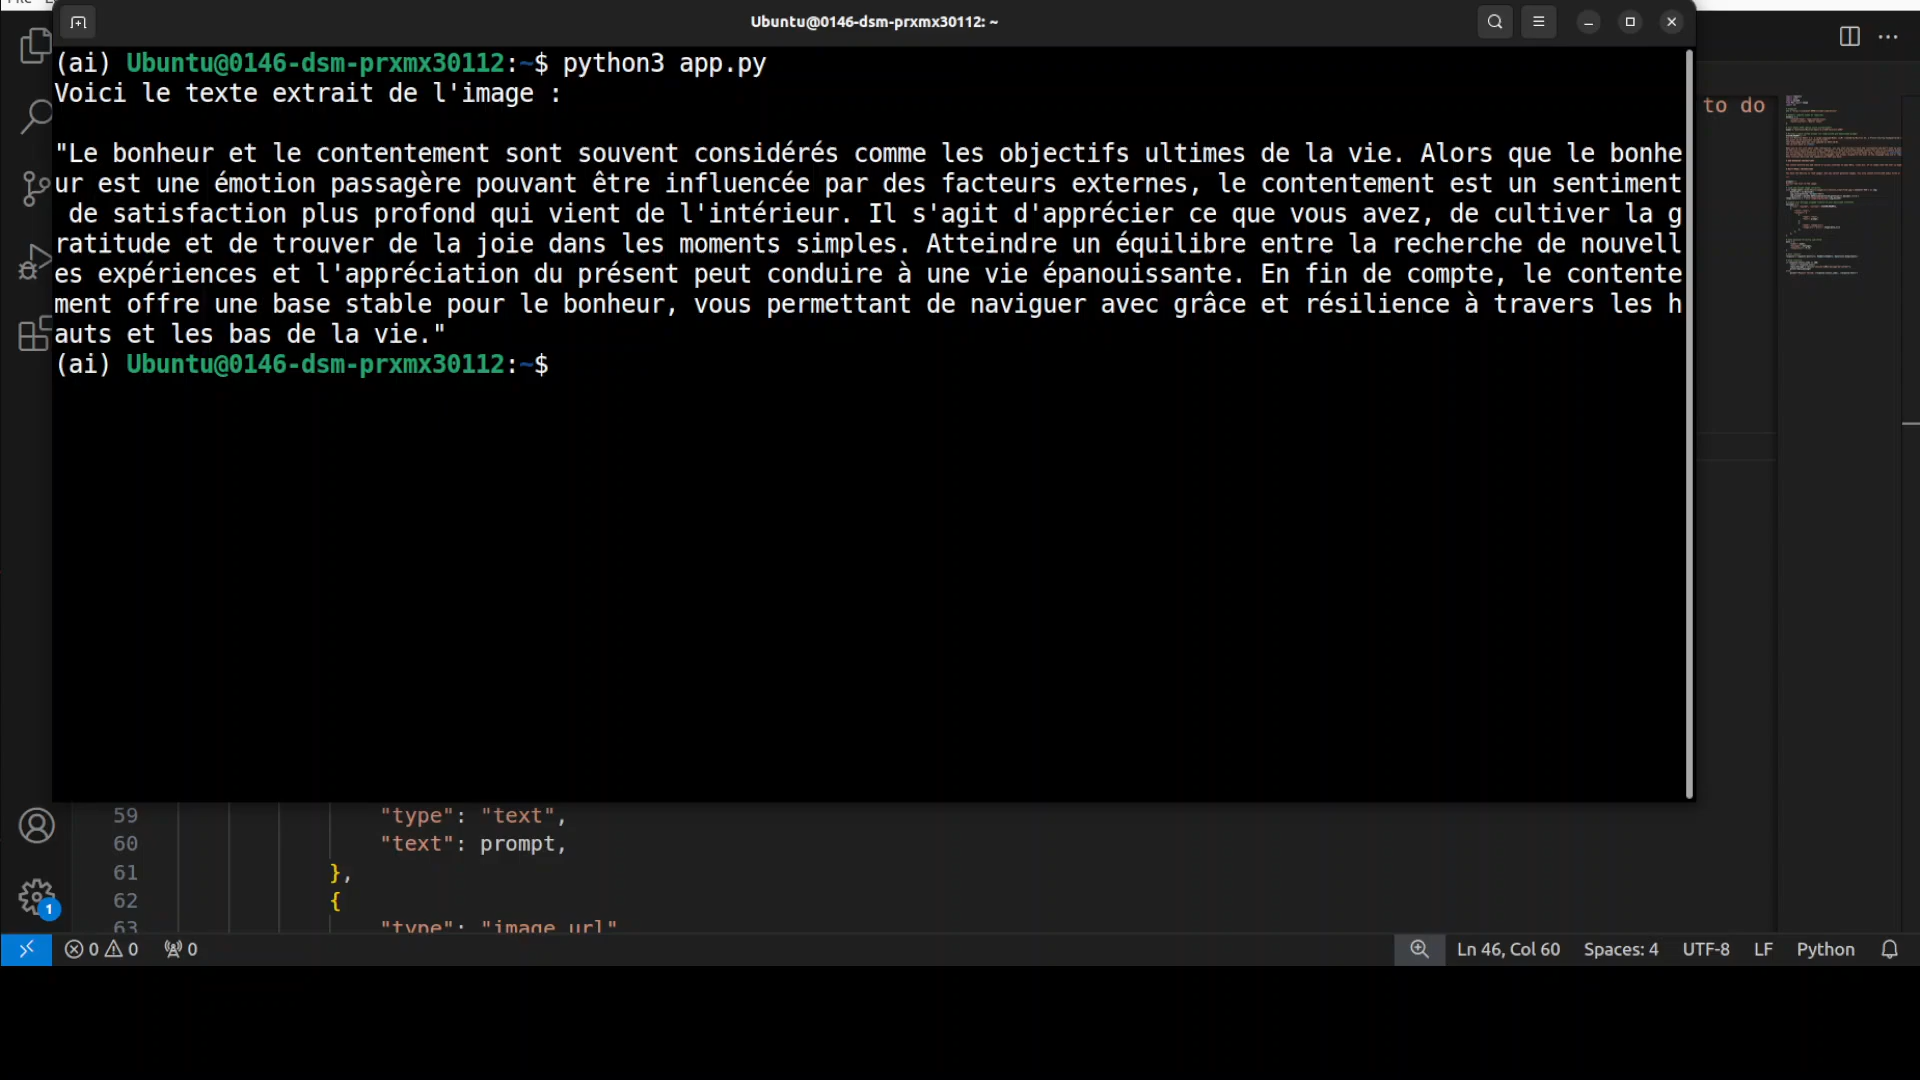 Ubuntu@0146-dsm-prxmx30112: ~
(ai) Ubuntu@0146-dsm-prxmx30112:~$ python3 app.py
Voici le texte extrait de l'image :
"Le bonheur et le contentement sont souvent considérés comme les objectifs ultimes de la vie. Alors que le bonhe
ur est une émotion passagère pouvant être influencée par des facteurs externes, le contentement est un sentiment
 de satisfaction plus profond qui vient de l'intérieur. Il s'agit d'apprécier ce que vous avez, de cultiver la g
ratitude et de trouver de la joie dans les moments simples. Atteindre un équilibre entre la recherche de nouvell
es expériences et l'appréciation du présent peut conduire à une vie épanouissante. En fin de compte, le contente
ment offre une base stable pour le bonheur, vous permettant de naviguer avec grâce et résilience à travers les h
auts et les bas de la vie."
(ai) Ubuntu@0146-dsm-prxmx30112:~$
to do
59 "type": "text",
60 "text": prompt,
61 },
62 {
63 "type": "image_url"
1
0 0 0
Ln 46, Col 60 Spaces: 4 UTF-8 LF Python